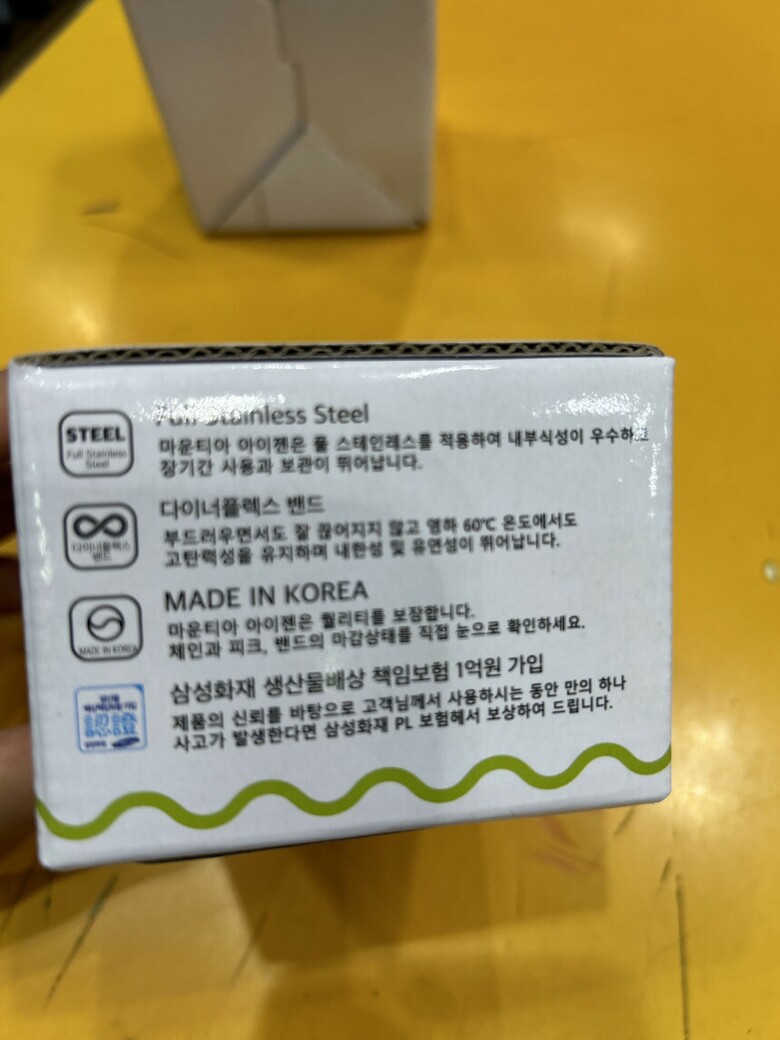 STEEL
Full Stainless
Steel
Full Stainless Steel
마운티아 아이젠은 풀 스테인레스를 적용하여 내부식성이 우수하고
장기간 사용과 보관이 뛰어납니다.
다이너플렉스
밴드
다이너플렉스 밴드
부드러우면서도 잘 끊어지지 않고 영하 60℃ 온도에서도
고탄력성을 유지하며 내한성 및 유연성이 뛰어납니다.
MADE IN KOREA
MADE IN KOREA
마운티아 아이젠은 퀄리티를 보장합니다.
체인과 피크, 밴드의 마감상태를 직접 눈으로 확인하세요.
認證
삼성화재 생산물배상 책임보험 1억원 가입
제품의 신뢰를 바탕으로 고객님께서 사용하시는 동안 만의 하나
사고가 발생한다면 삼성화재 PL 보험에서 보상하여 드립니다.